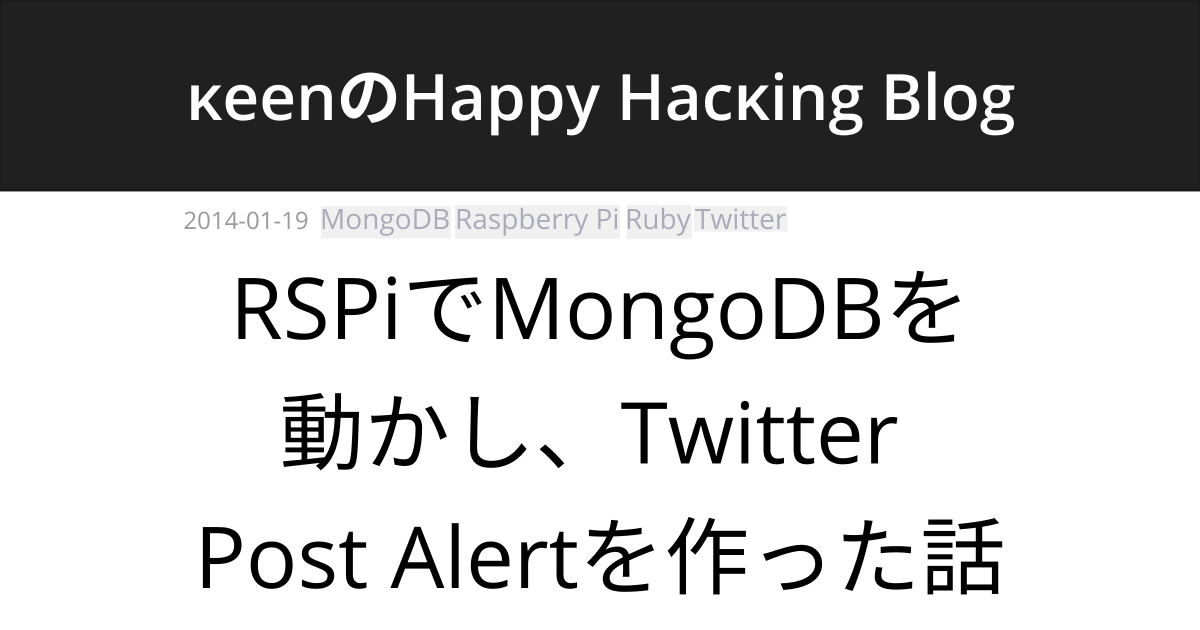 κeenのHappy Hacκing Blog
2014-01-19 MongoDB Raspberry Pi Ruby Twitter
RSPiでMongoDBを
動かし、Twitter
Post Alertを作った話